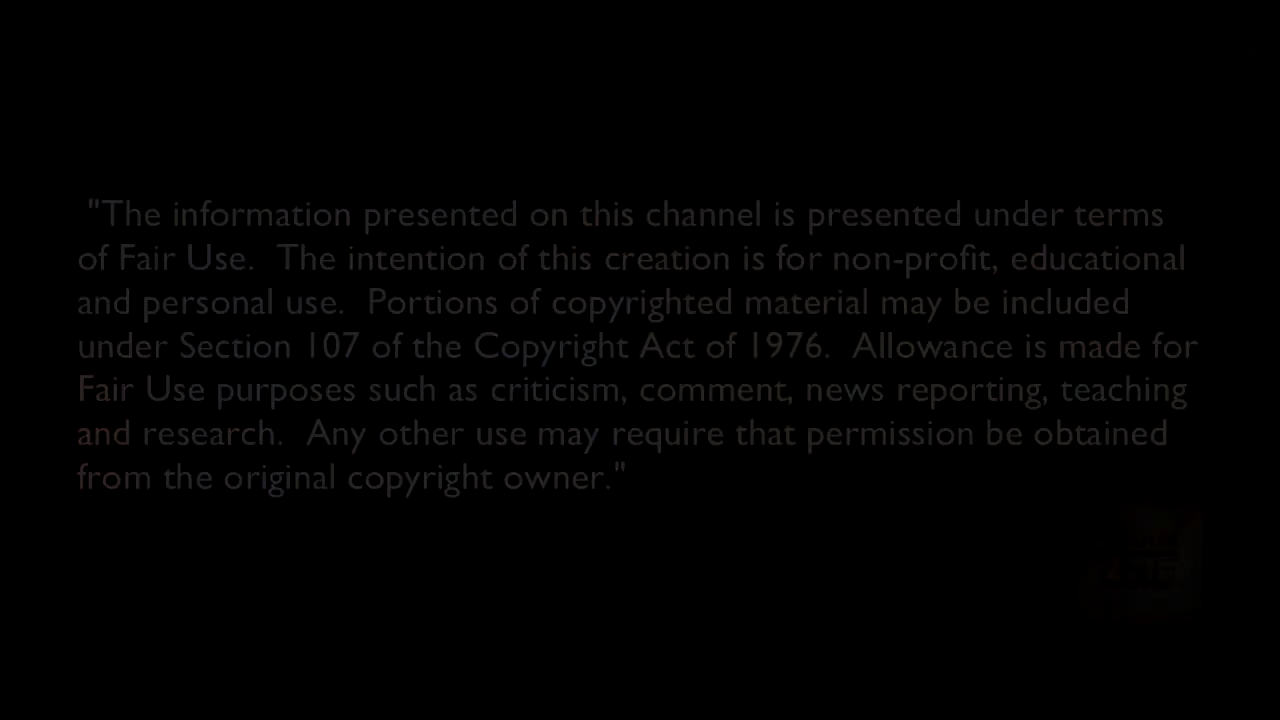 "The information presented on this channel is presented under terms
of Fair Use.  The intention of this creation is for non-profit, educational
and personal use.  Portions of copyrighted material may be included
under Section 107 of the Copyright Act of 1976.  Allowance is made for
Fair Use purposes such as criticism, comment, news reporting, teaching
and research.  Any other use may require that permission be obtained
from the original copyright owner."